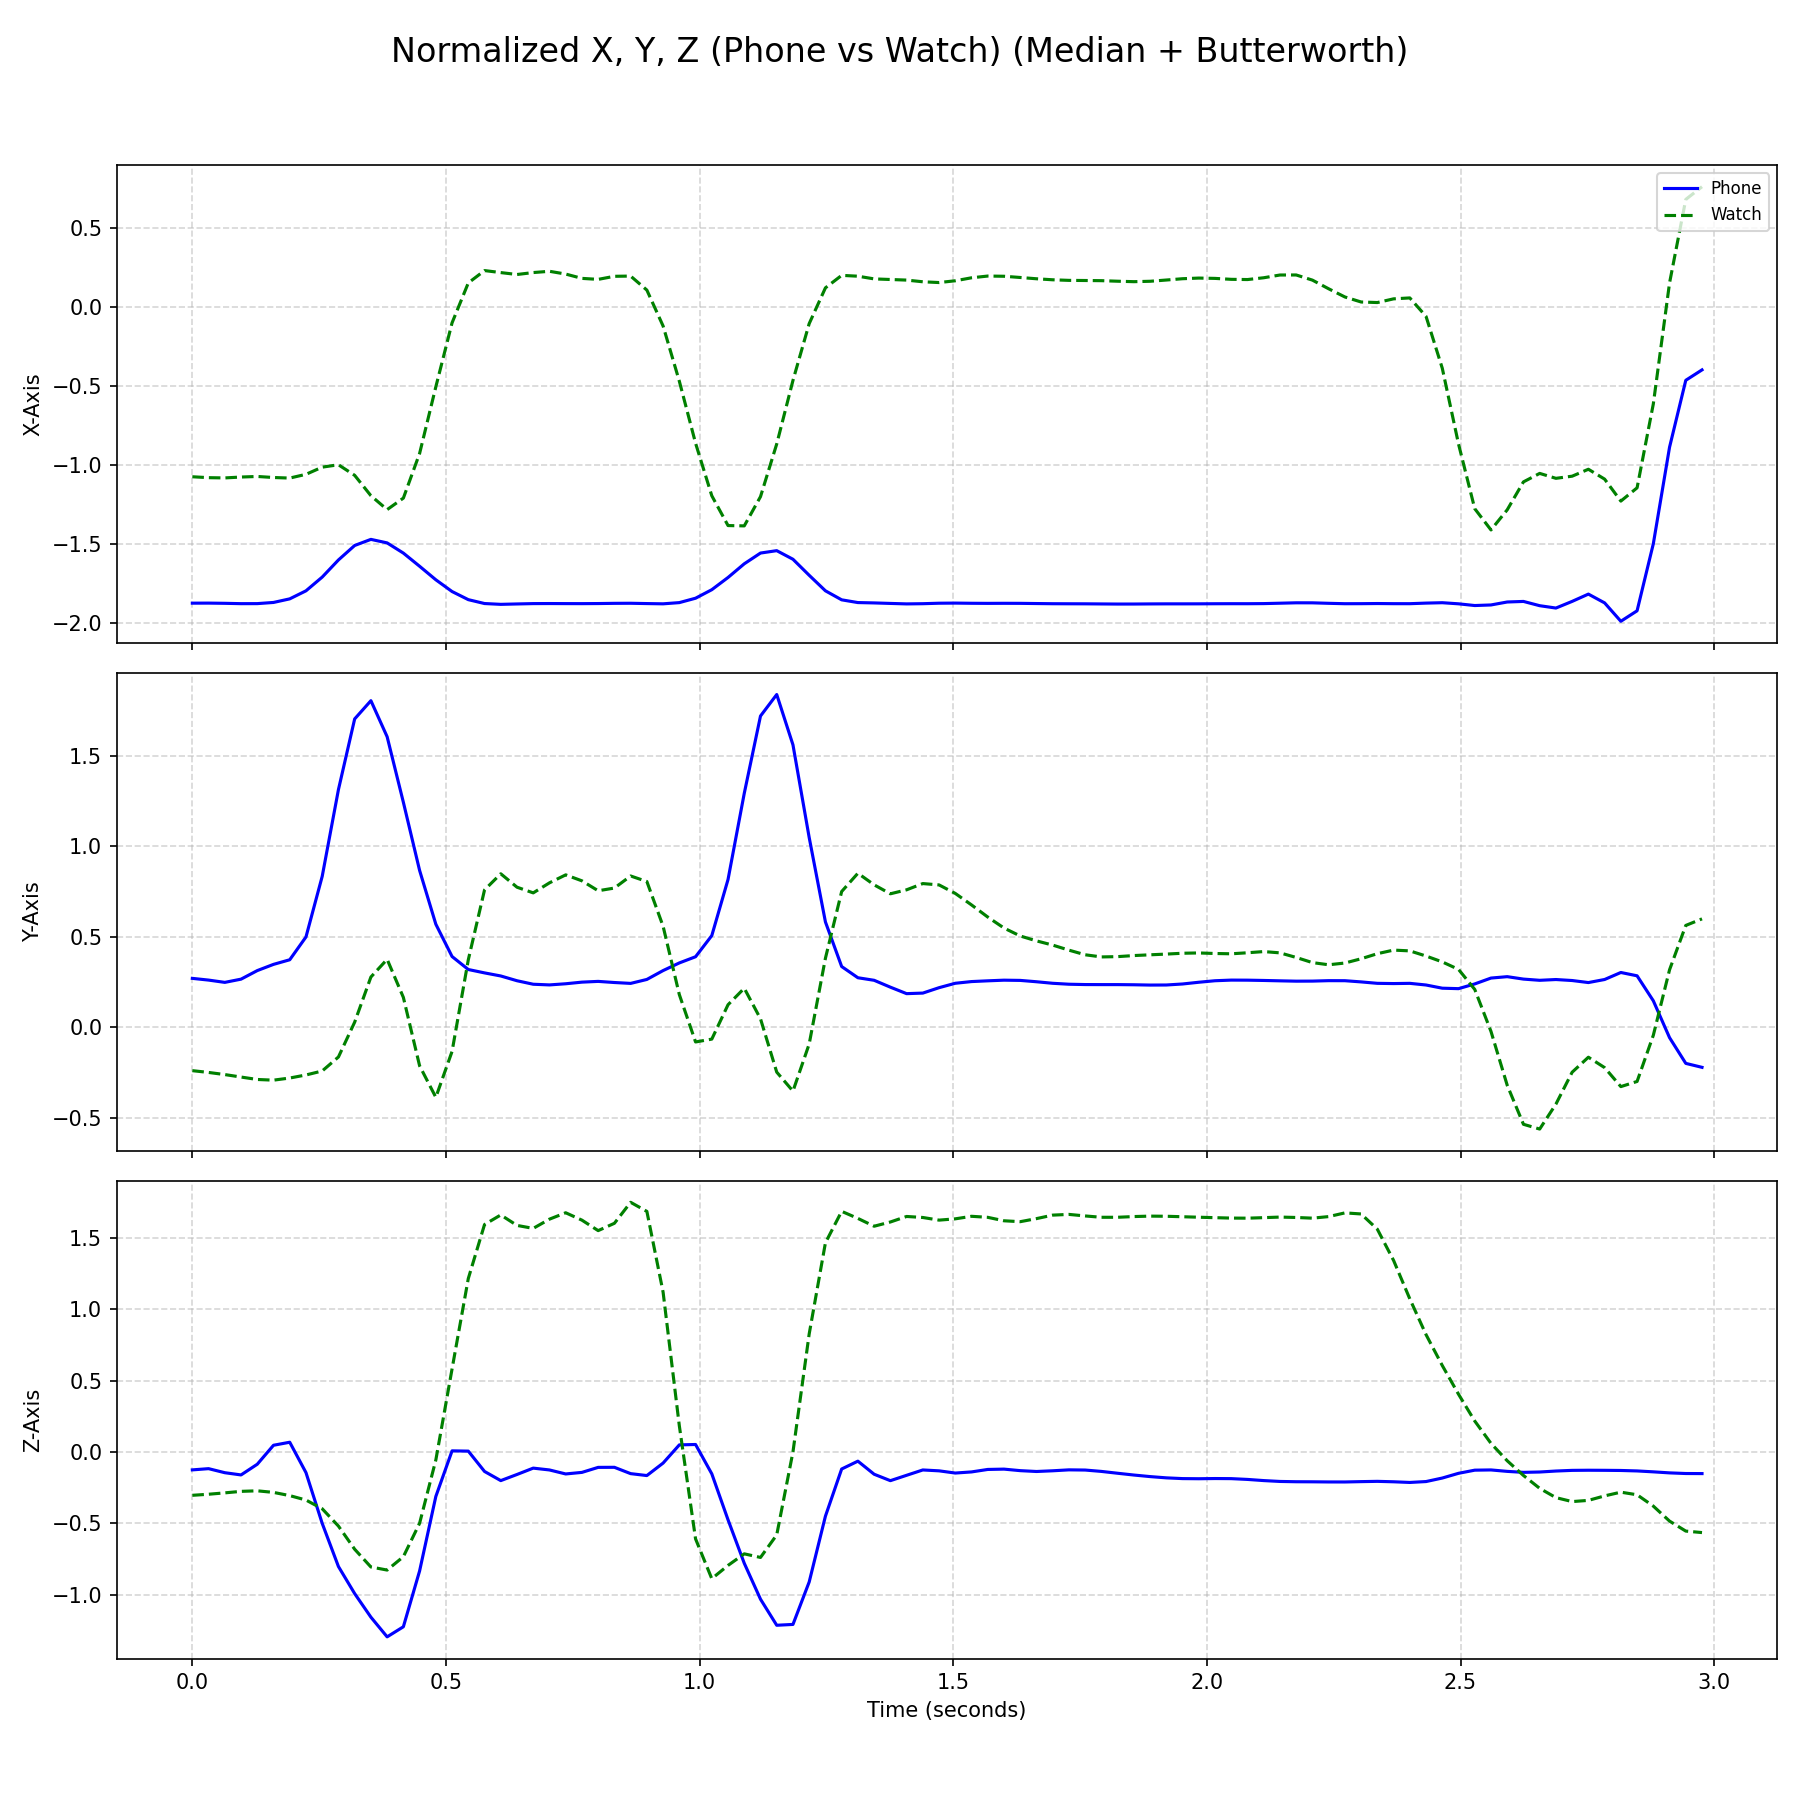 Normalized X, Y, Z (Phone vs Watch) (Median + Butterworth)
Phone
Watch
X-Axis
0.5
0.0
−0.5
−1.0
−1.5
−2.0
Y-Axis
1.5
1.0
0.5
0.0
−0.5
Z-Axis
1.5
1.0
0.5
0.0
−0.5
−1.0
0.0 0.5 1.0 1.5 2.0 2.5 3.0
Time (seconds)